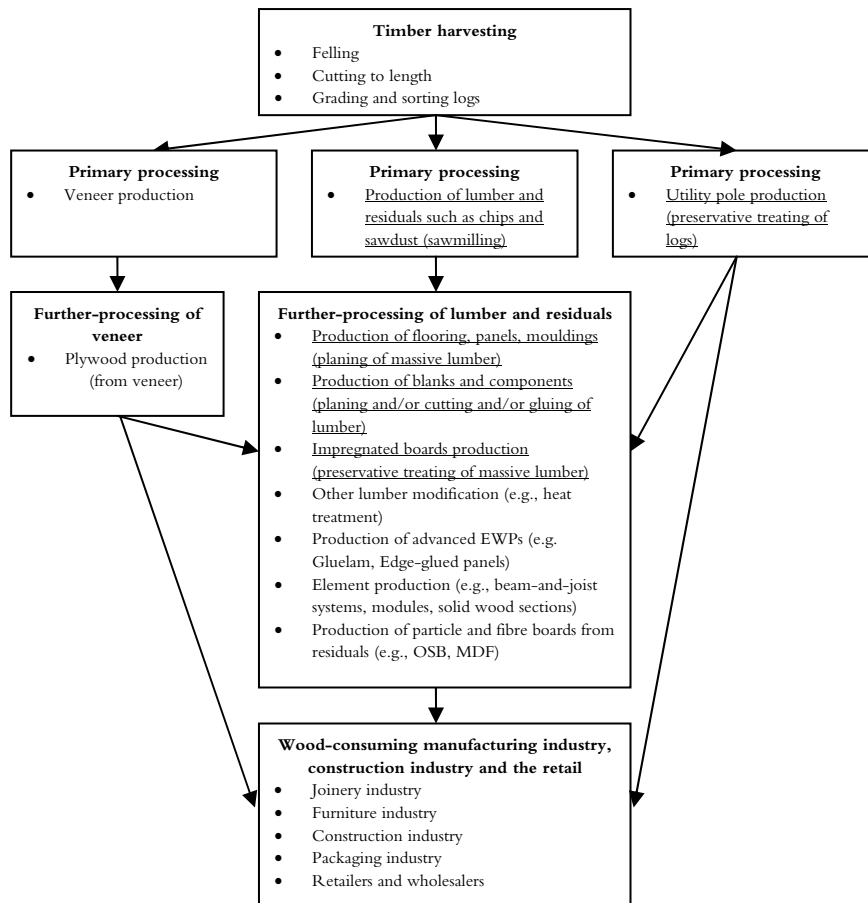 Timber harvesting
• Felling
• Cutting to length
• Grading and sorting logs
Primary processing
• Veneer production
Primary processing
• Production of lumber and
residuals such as chips and
sawdust (sawmilling)
Primary processing
• Utility pole production
(preservative treating of
logs)
Further-processing of
veneer
• Plywood production
(from veneer)
Further-processing of lumber and residuals
• Production of flooring, panels, mouldings
(planing of massive lumber)
• Production of blanks and components
(planing and/or cutting and/or gluing of
lumber)
• Impregnated boards production
(preservative treating of massive lumber)
• Other lumber modification (e.g., heat
treatment)
• Production of advanced EWPs (e.g.
Gluelam, Edge-glued panels)
• Element production (e.g., beam-and-joist
systems, modules, solid wood sections)
• Production of particle and fibre boards from
residuals (e.g., OSB, MDF)
Wood-consuming manufacturing industry,
construction industry and the retail
• Joinery industry
• Furniture industry
• Construction industry
• Packaging industry
• Retailers and wholesalers